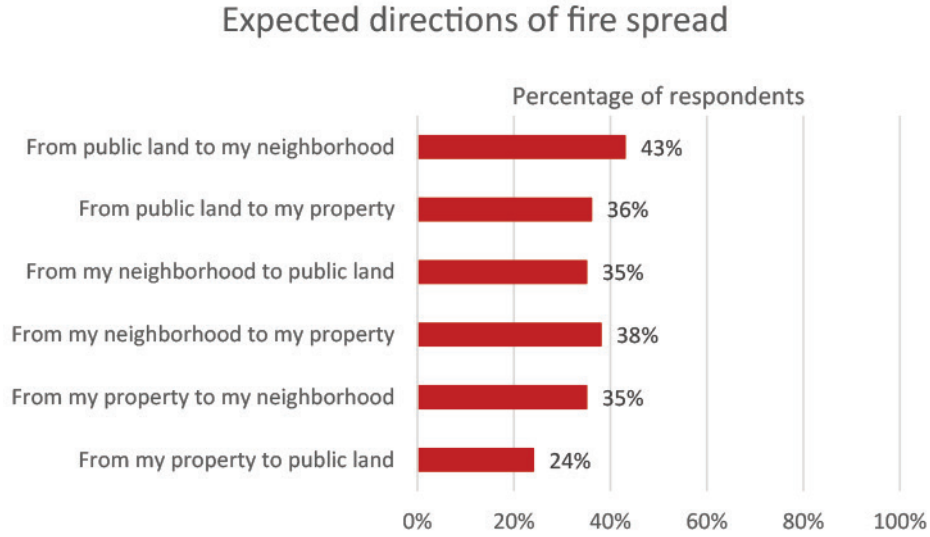 Expected directions of fire spread
Percentage of respondents
From public land to my neighborhood 43%
From public land to my property 36%
From my neighborhood to public land 35%
From my neighborhood to my property 38%
From my property to my neighborhood 35%
From my property to public land 24%
0% 20% 40% 60% 80% 100%